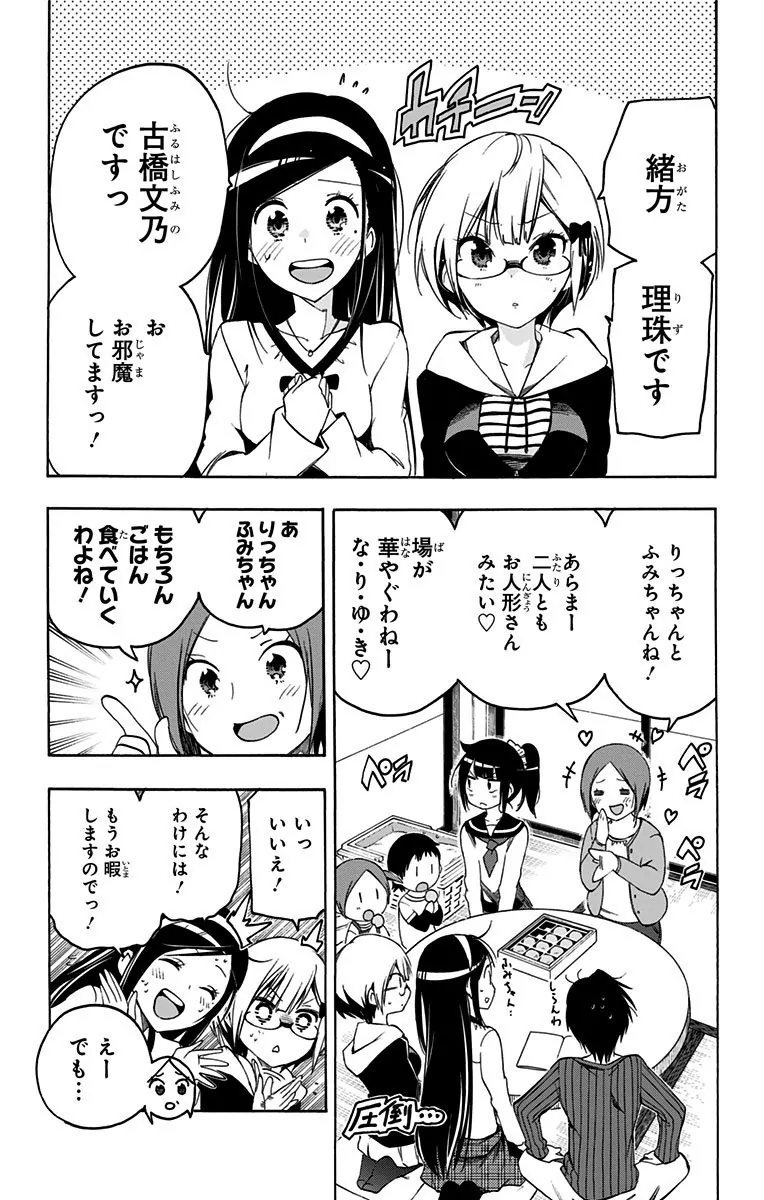 緒方
おがた
理珠です
りず
ガチーーン
古橋文乃
ふるはしふみの
ですっ
お
お邪魔
じゃま
してますっ!
りっちゃんと
ふみちゃんね!
あらまー
二人とも
ふたり
お人形さん
にんぎょう
みたい♡
場が
ば
華やぐわねー
はな
な・り・ゆ・き♡
ペラ
ペラ
ペラ
ふみちゃん…
しらんわ
圧倒…
あ
りっちゃん
ふみちゃん
もちろん
ごはん
食べていく
た
わよね!
いっ
いいえ!
そんな
わけには!
もうお暇
いとま
しますのでっ!
えー
でも…